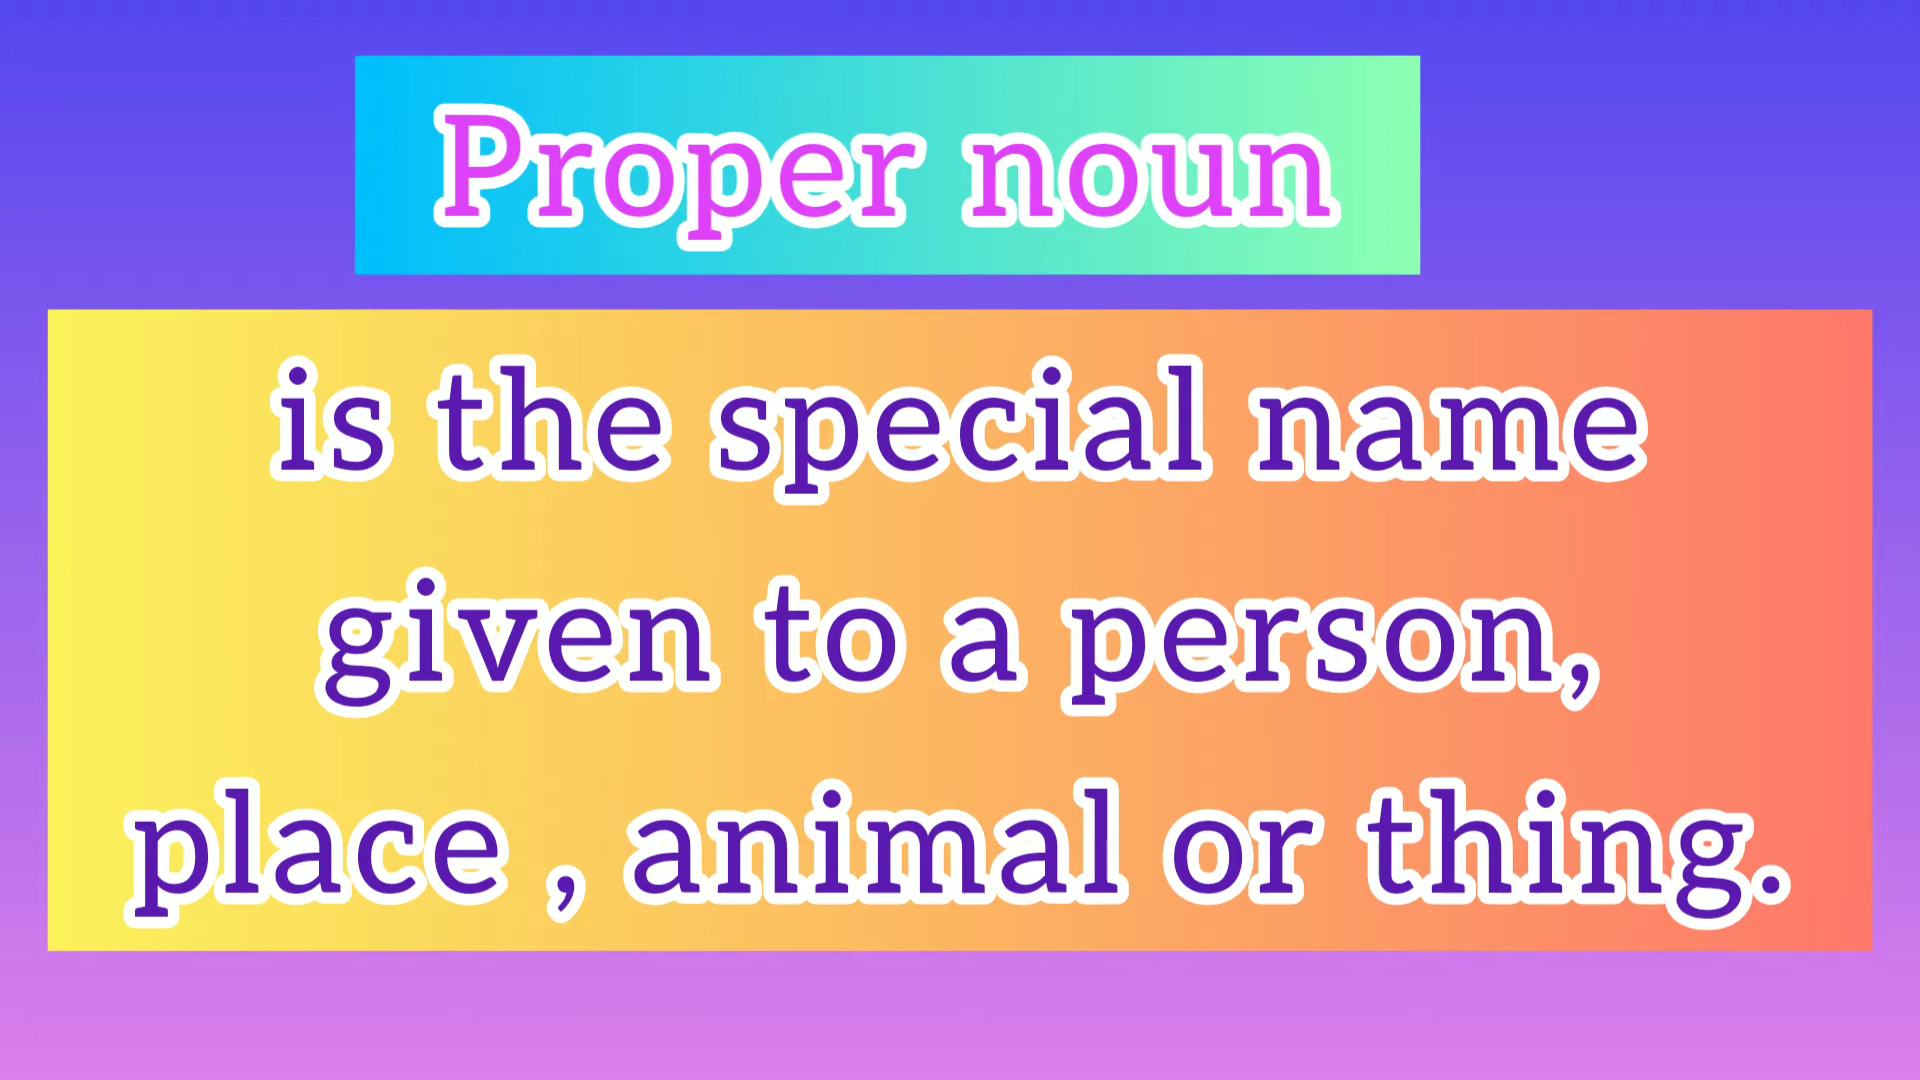 Proper noun
is the special name
given to a person,
place , animal or thing.